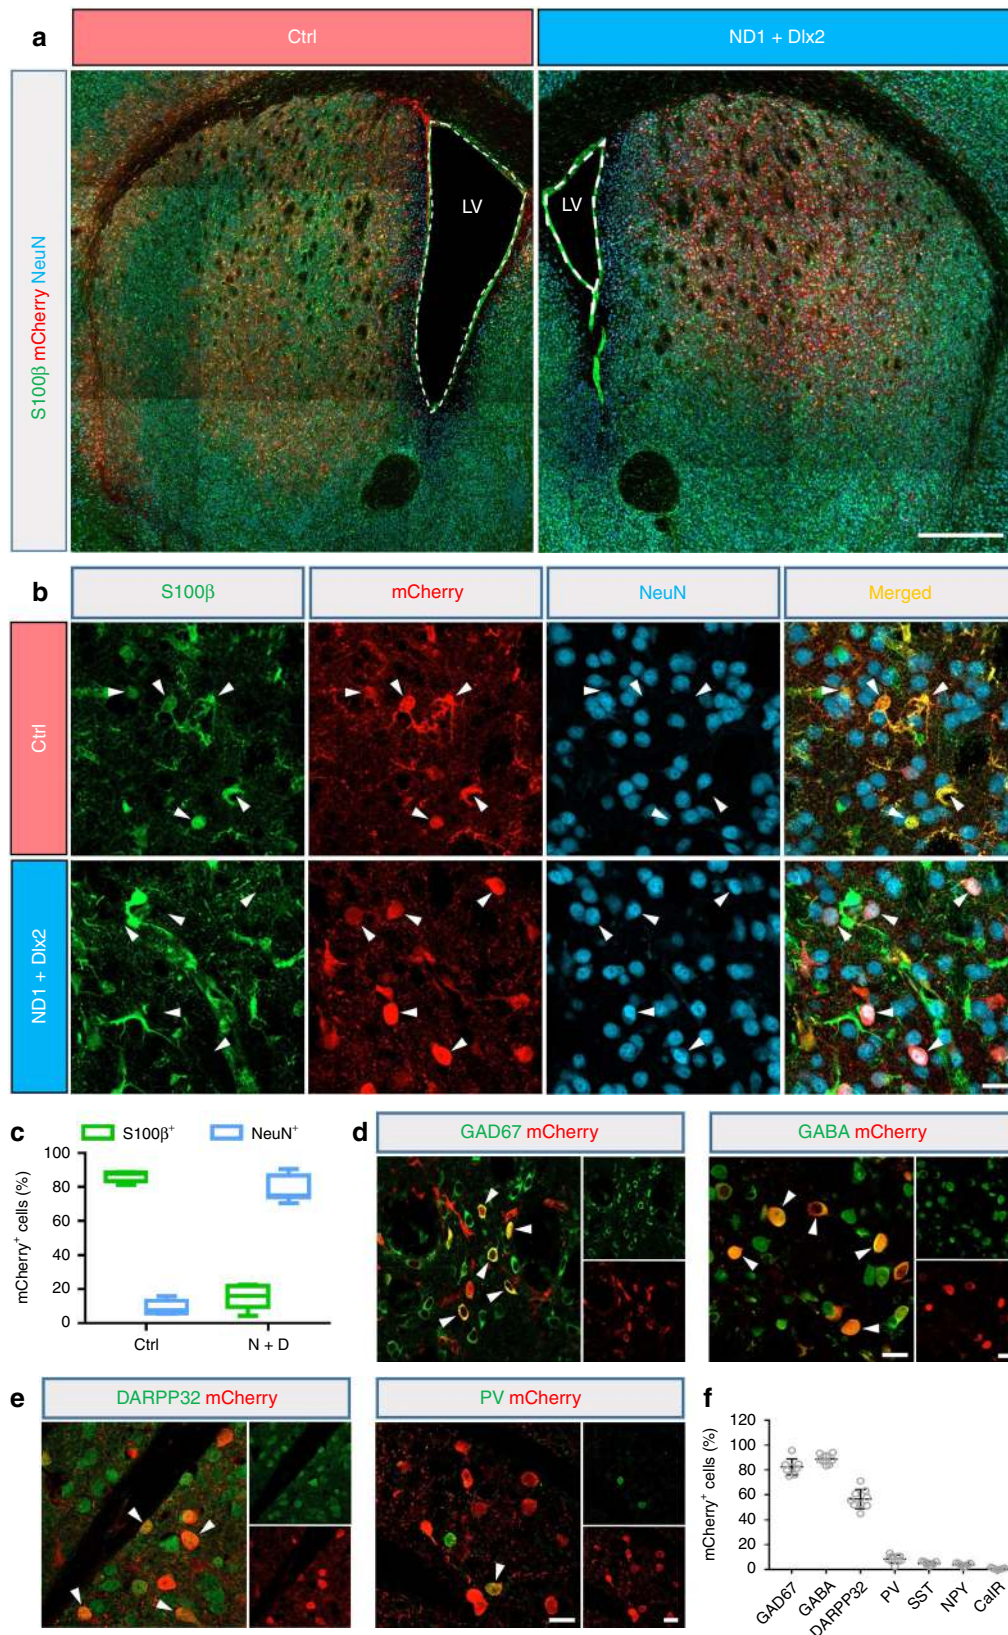 a
Ctrl
ND1 + Dlx2
S100β mCherry NeuN
LV
LV
b
S100β
mCherry
NeuN
Merged
Ctrl
ND1 + Dlx2
c
S100β⁺
NeuN⁺
mCherry⁺ cells (%)
100
80
60
40
20
0
Ctrl
N + D
d
GAD67 mCherry
GABA mCherry
e
DARPP32 mCherry
PV mCherry
f
mCherry⁺ cells (%)
120
100
80
60
40
20
0
GAD67
GABA
DARPP32
PV
SST
NPY
CalR